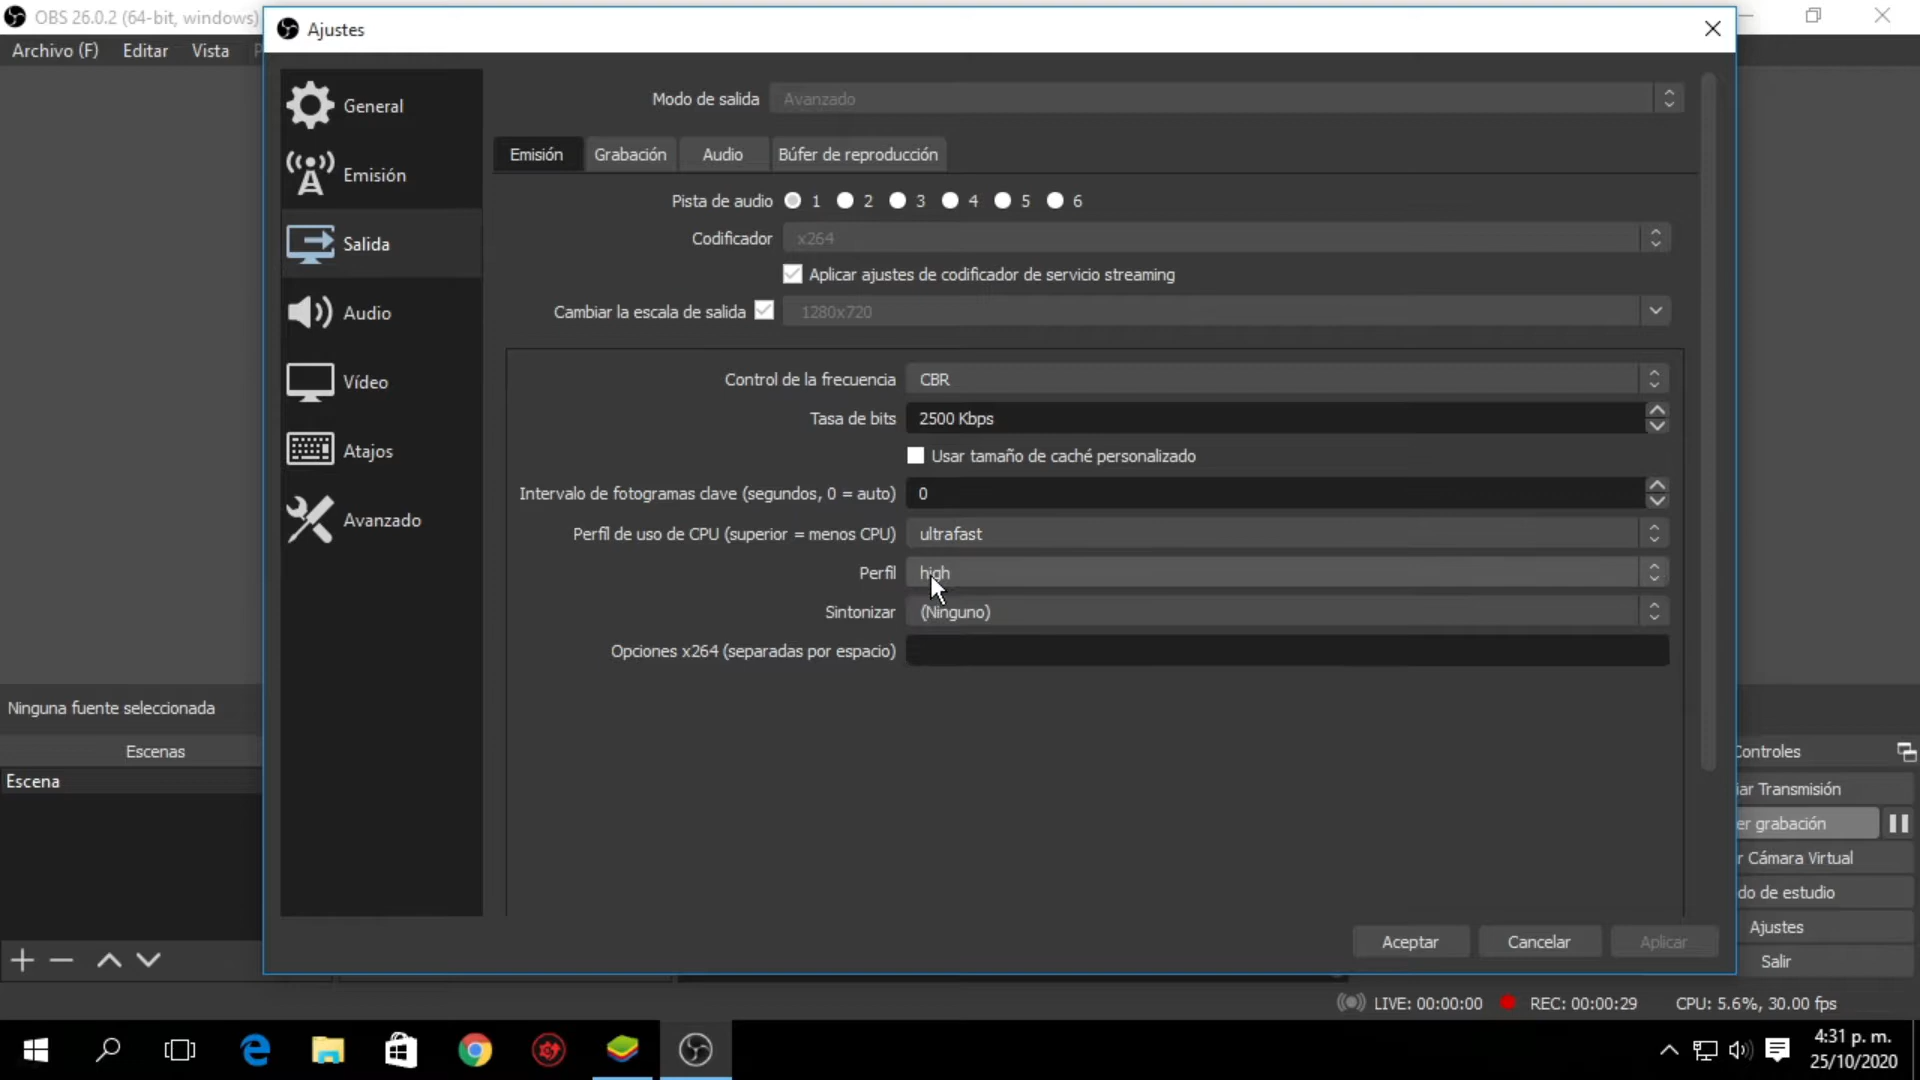 OBS 26.0.2 (64-bit, windows)
Archivo (F) Editar Vista P
Ajustes
General
Emisión
Salida
Audio
Vídeo
Atajos
Avanzado
Modo de salida Avanzado
Emisión Grabación Audio Búfer de reproducción
Pista de audio 1 2 3 4 5 6
Codificador x264
Aplicar ajustes de codificador de servicio streaming
Cambiar la escala de salida 1280x720
Control de la frecuencia CBR
Tasa de bits 2500 Kbps
Usar tamaño de caché personalizado
Intervalo de fotogramas clave (segundos, 0 = auto) 0
Perfil de uso de CPU (superior = menos CPU) ultrafast
Perfil high
Sintonizar (Ninguno)
Opciones x264 (separadas por espacio)
Aceptar Cancelar Aplicar
Ninguna fuente seleccionada
Escenas
Escena
Controles
iar Transmisión
er grabación
r Cámara Virtual
do de estudio
Ajustes
Salir
LIVE: 00:00:00 REC: 00:00:29 CPU: 5.6%, 30.00 fps
4:31 p. m.
25/10/2020